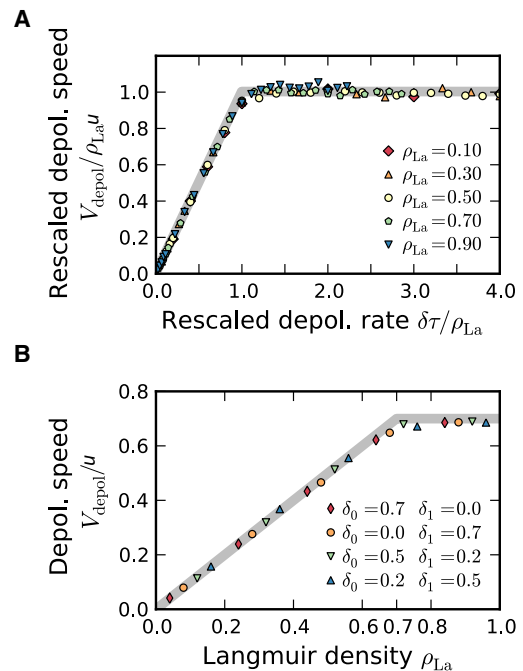 A
Rescaled depol. speed
V_depol/ρ_La u
1.0
0.8
0.6
0.4
0.2
0.0
ρ_La=0.10
ρ_La=0.30
ρ_La=0.50
ρ_La=0.70
ρ_La=0.90
0.0 1.0 2.0 3.0 4.0
Rescaled depol. rate δτ/ρ_La
B
Depol. speed
V_depol/u
0.8
0.6
0.4
0.2
0.0
δ_0=0.7 δ_1=0.0
δ_0=0.0 δ_1=0.7
δ_0=0.5 δ_1=0.2
δ_0=0.2 δ_1=0.5
0.0 0.2 0.4 0.6 0.7 0.8 1.0
Langmuir density ρ_La